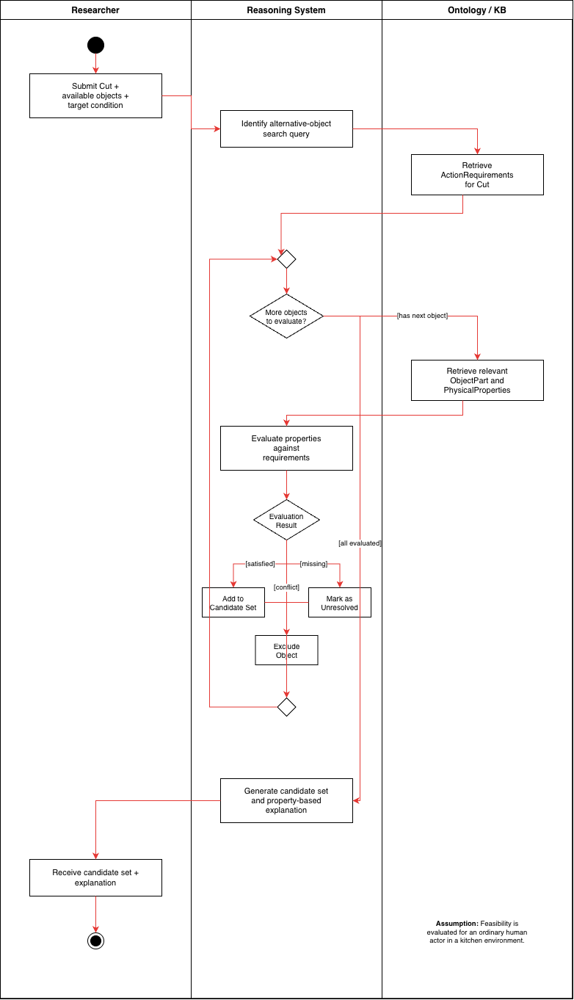 Researcher
Reasoning System
Ontology / KB
Submit Cut +
available objects +
target condition
Identify alternative-object
search query
Retrieve
ActionRequirements
for Cut
More objects
to evaluate?
[has next object]
Retrieve relevant
ObjectPart and
PhysicalProperties
Evaluate properties
against
requirements
Evaluation
Result
[all evaluated]
[satisfied]
[missing]
[conflict]
Add to
Candidate Set
Mark as
Unresolved
Exclude
Object
Generate candidate set
and property-based
explanation
Receive candidate set +
explanation
Assumption: Feasibility is
evaluated for an ordinary human
actor in a kitchen environment.